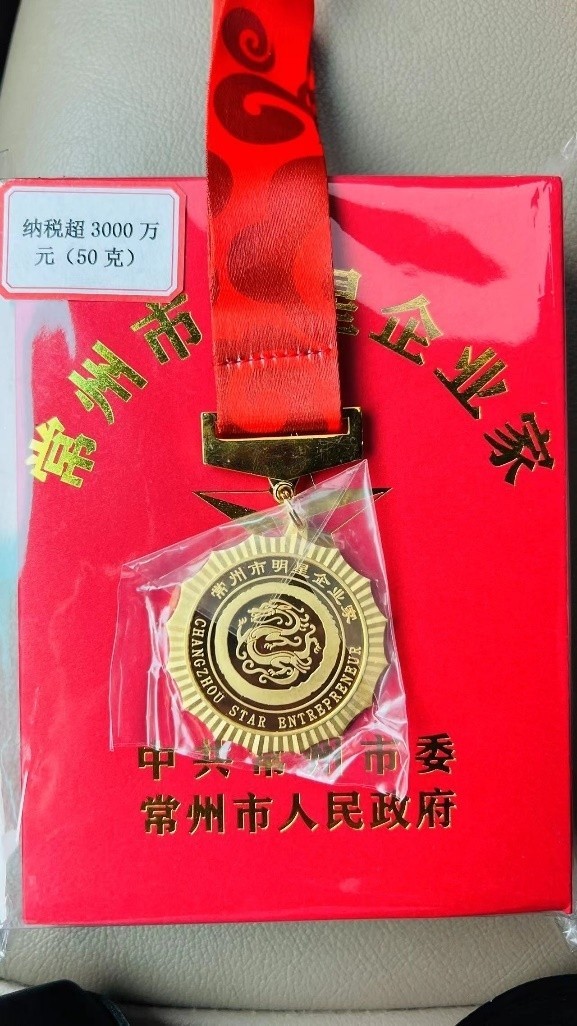 纳税超 3000 万
元（50 克）
常州市明星企业家
常州市明星企业家
CHANGZHOU STAR ENTREPRENEUR
中共常州市委
常州市人民政府